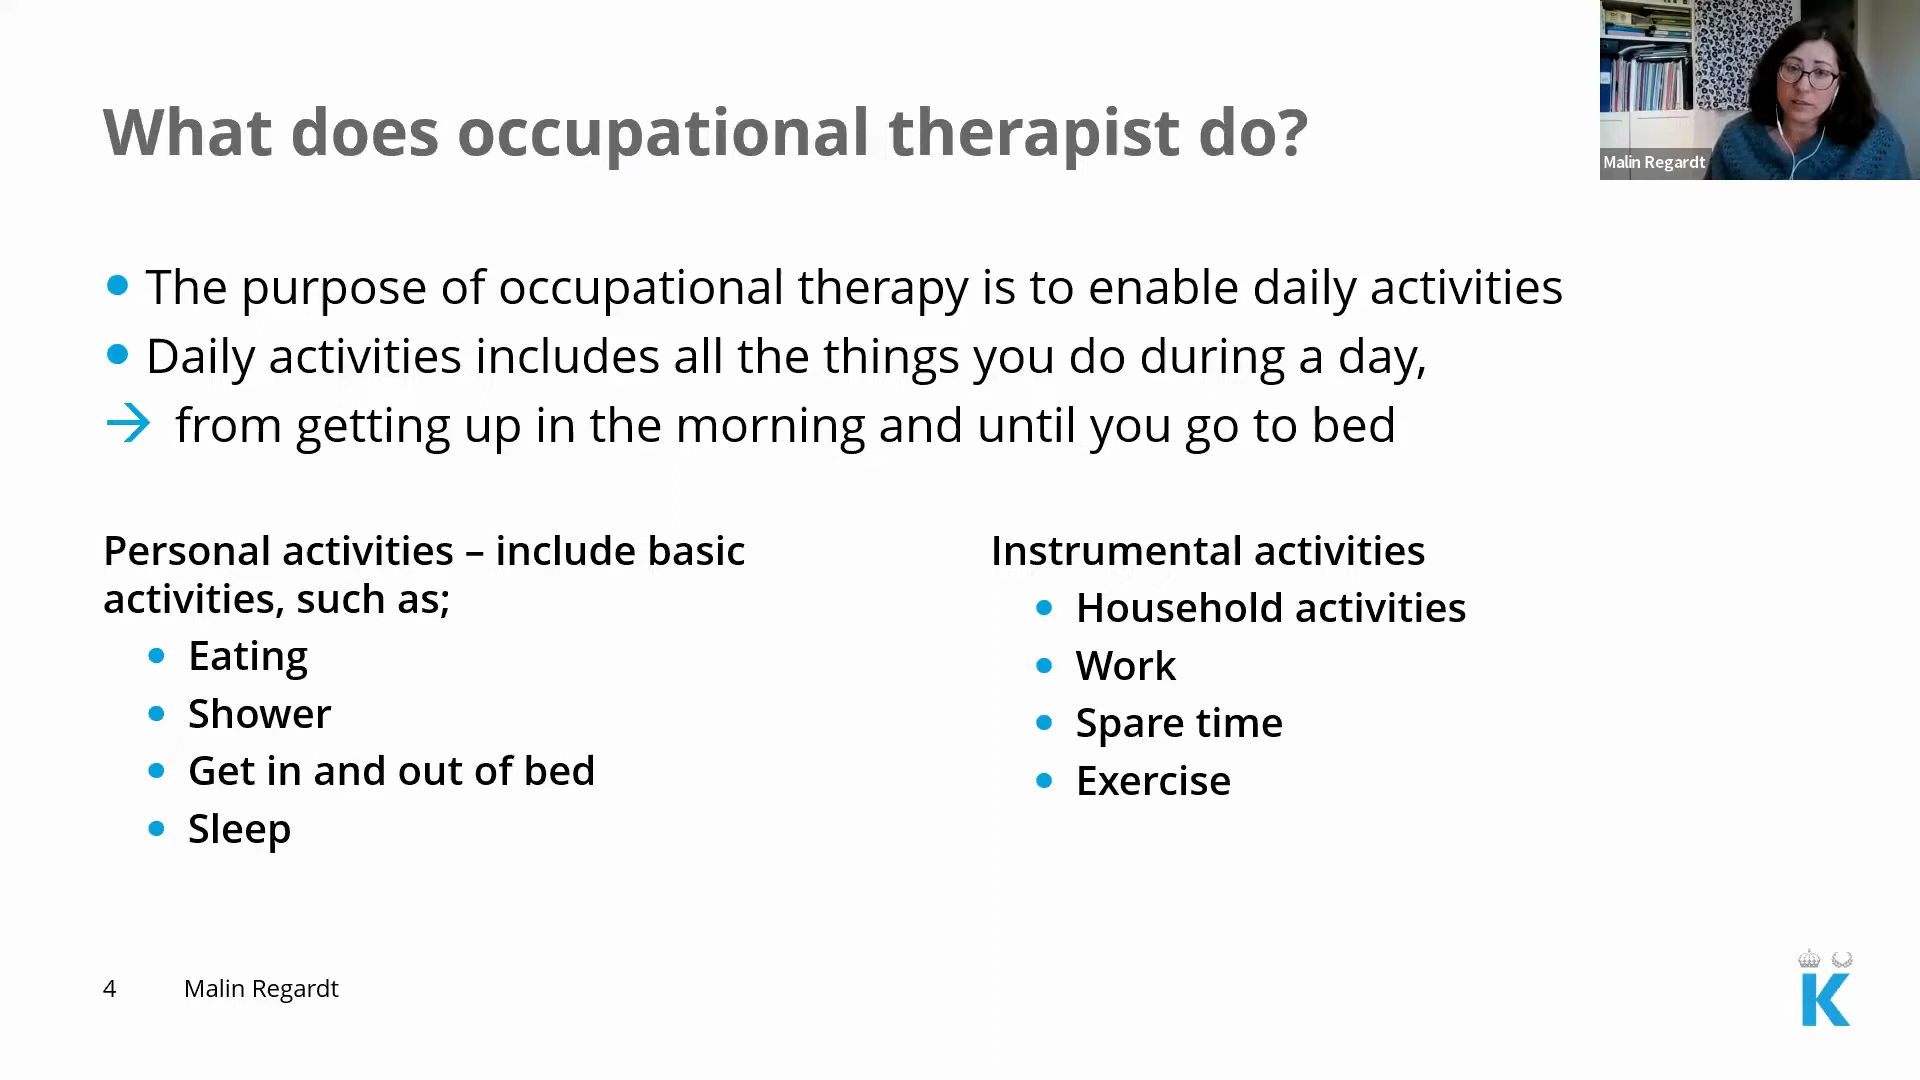 What does occupational therapist do?
Malin Regardt
• The purpose of occupational therapy is to enable daily activities
• Daily activities includes all the things you do during a day,
→ from getting up in the morning and until you go to bed
Personal activities – include basic
activities, such as;
• Eating
• Shower
• Get in and out of bed
• Sleep
Instrumental activities
• Household activities
• Work
• Spare time
• Exercise
4 Malin Regardt
K